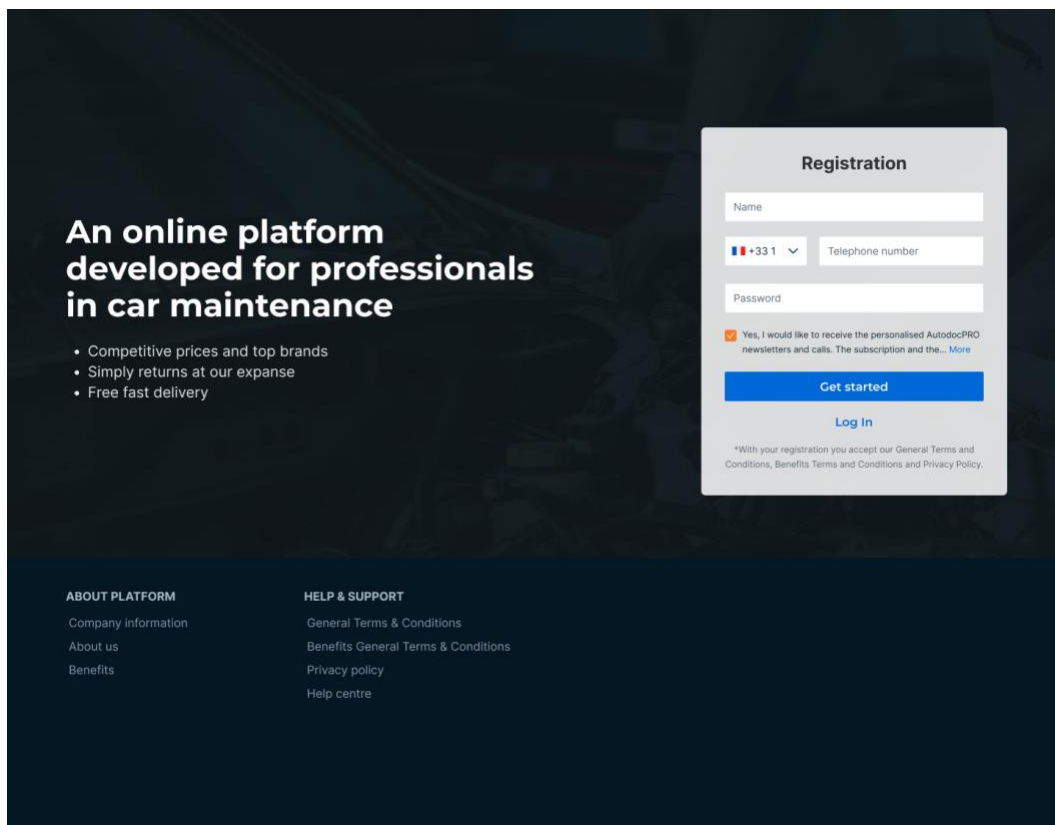 An online platform
developed for professionals
in car maintenance
• Competitive prices and top brands
• Simply returns at our expanse
• Free fast delivery
Registration
Name
+33 1
Telephone number
Password
Yes, I would like to receive the personalised AutodocPRO
newsletters and calls. The subscription and the... More
Get started
Log In
*With your registration you accept our General Terms and
Conditions, Benefits Terms and Conditions and Privacy Policy.
ABOUT PLATFORM
Company information
About us
Benefits
HELP & SUPPORT
General Terms & Conditions
Benefits General Terms & Conditions
Privacy policy
Help centre